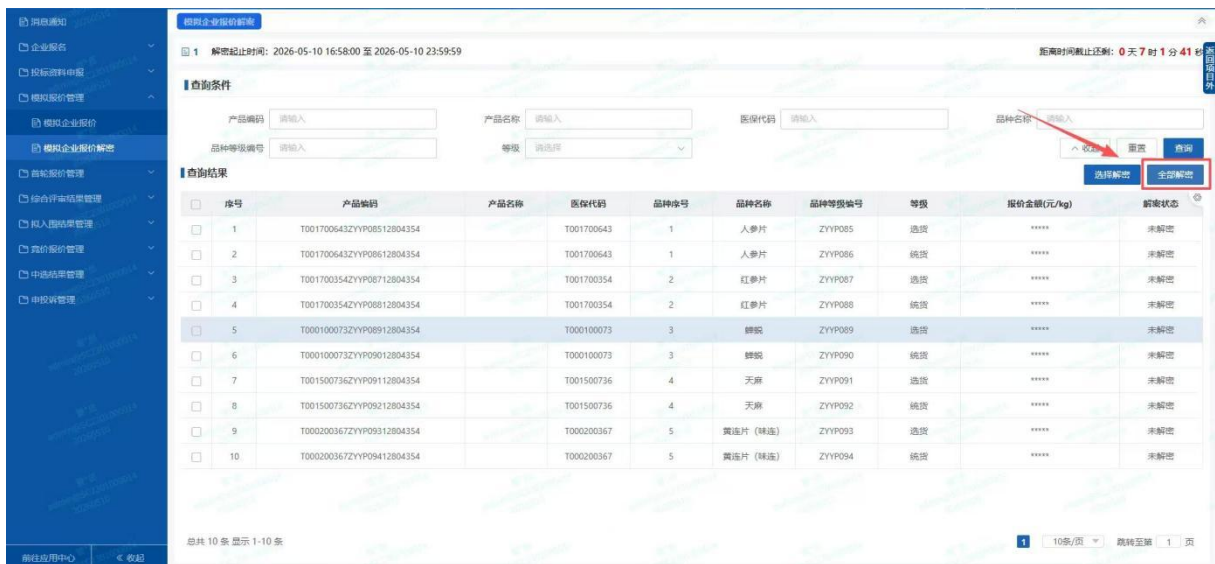 消息通知
企业报名
投标资料申报
模拟报价管理
模拟企业报价
模拟企业报价解密
首轮报价管理
综合评审结果管理
拟入围结果管理
竞价报价管理
中选结果管理
申投诉管理
前往应用中心 《 收起
模拟企业报价解密
1 解密起止时间：2026-05-10 16:58:00 至 2026-05-10 23:59:59 距离时间截止还剩：0 天 7 时 1 分 41 秒
返回项目外
查询条件
产品编码 请输入 产品名称 请输入 医保代码 请输入 品种名称 请输入
品种等级编号 请输入 等级 请选择 收起 重置 查询
查询结果 选择解密 全部解密
序号 产品编码 产品名称 医保代码 品种序号 品种名称 品种等级编号 等级 报价金额(元/kg) 解密状态
1 T001700643ZYYP08512804354 T001700643 1 人参片 ZYYP085 选货 ***** 未解密
2 T001700643ZYYP08612804354 T001700643 1 人参片 ZYYP086 统货 ***** 未解密
3 T001700354ZYYP08712804354 T001700354 2 红参片 ZYYP087 选货 ***** 未解密
4 T001700354ZYYP08812804354 T001700354 2 红参片 ZYYP088 统货 ***** 未解密
5 T000100073ZYYP08912804354 T000100073 3 蝉蜕 ZYYP089 选货 ***** 未解密
6 T000100073ZYYP09012804354 T000100073 3 蝉蜕 ZYYP090 统货 ***** 未解密
7 T001500736ZYYP09112804354 T001500736 4 天麻 ZYYP091 选货 ***** 未解密
8 T001500736ZYYP09212804354 T001500736 4 天麻 ZYYP092 统货 ***** 未解密
9 T000200367ZYYP09312804354 T000200367 5 黄连片（味连） ZYYP093 选货 ***** 未解密
10 T000200367ZYYP09412804354 T000200367 5 黄连片（味连） ZYYP094 统货 ***** 未解密
总共 10 条 显示 1-10 条 1 10条/页 跳转至第 1 页